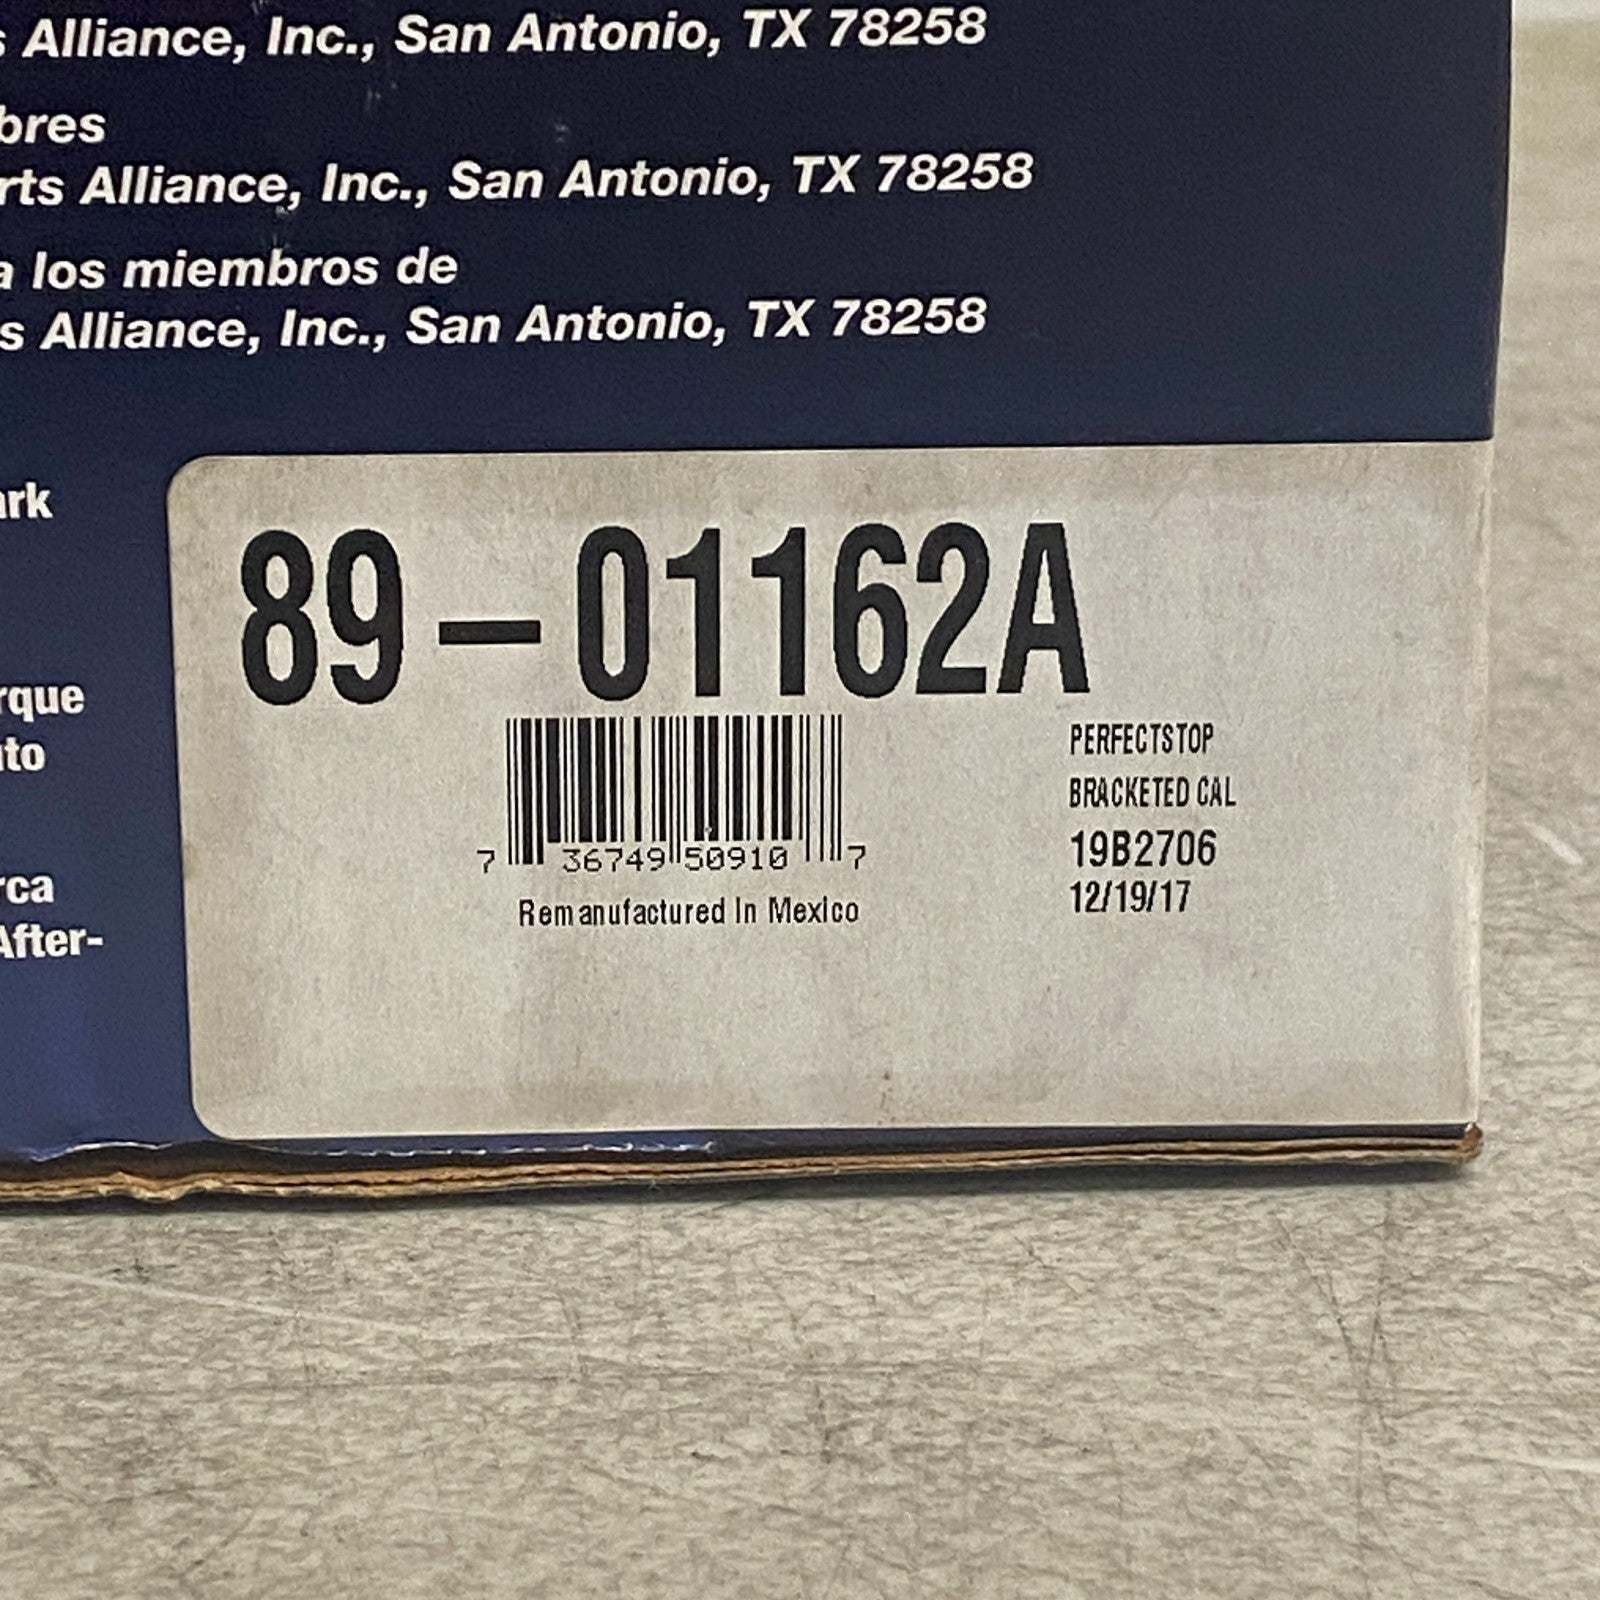 s Alliance, Inc., San Antonio, TX 78258
bres
rts Alliance, Inc., San Antonio, TX 78258
a los miembros de
s Alliance, Inc., San Antonio, TX 78258
ark
rque
uto
rca
After-
89-01162A
7 36749 50910 7
Remanufactured In Mexico
PERFECTSTOP
BRACKETED CAL
19B2706
12/19/17